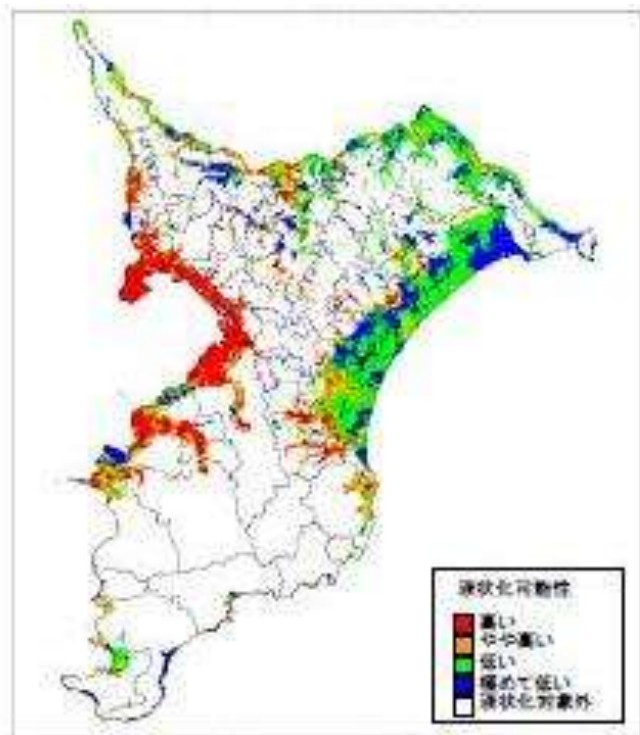 液状化可能性
高い
やや高い
低い
極めて低い
液状化対象外